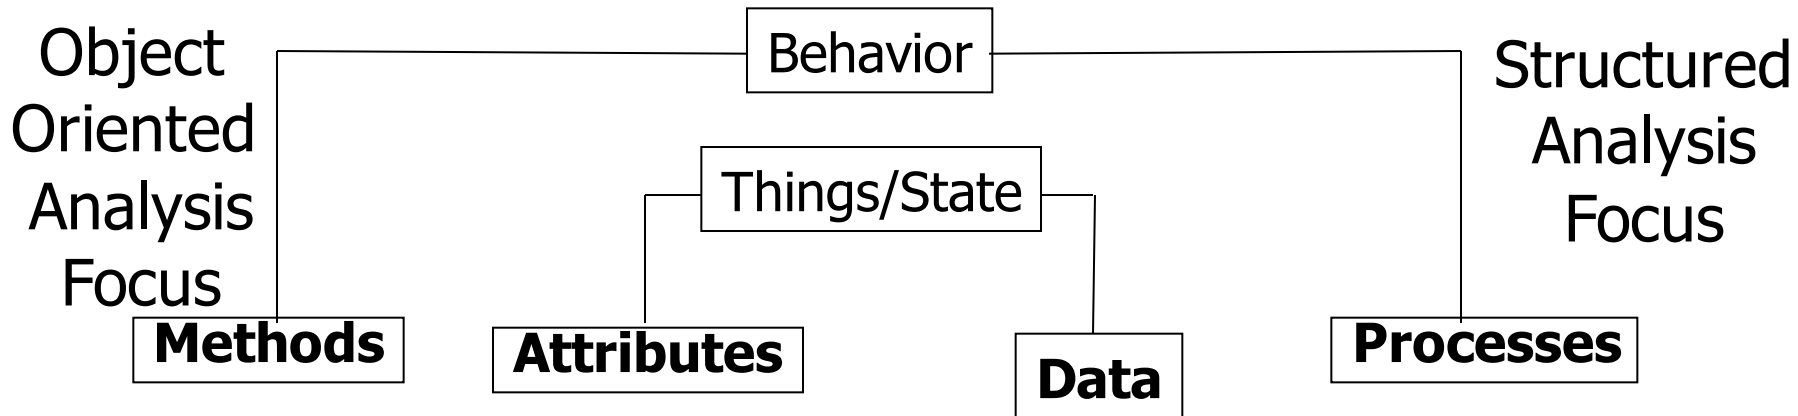 Object
Oriented
Analysis
Focus
Behavior
Things/State
Structured
Analysis
Focus
Methods
Attributes
Data
Processes